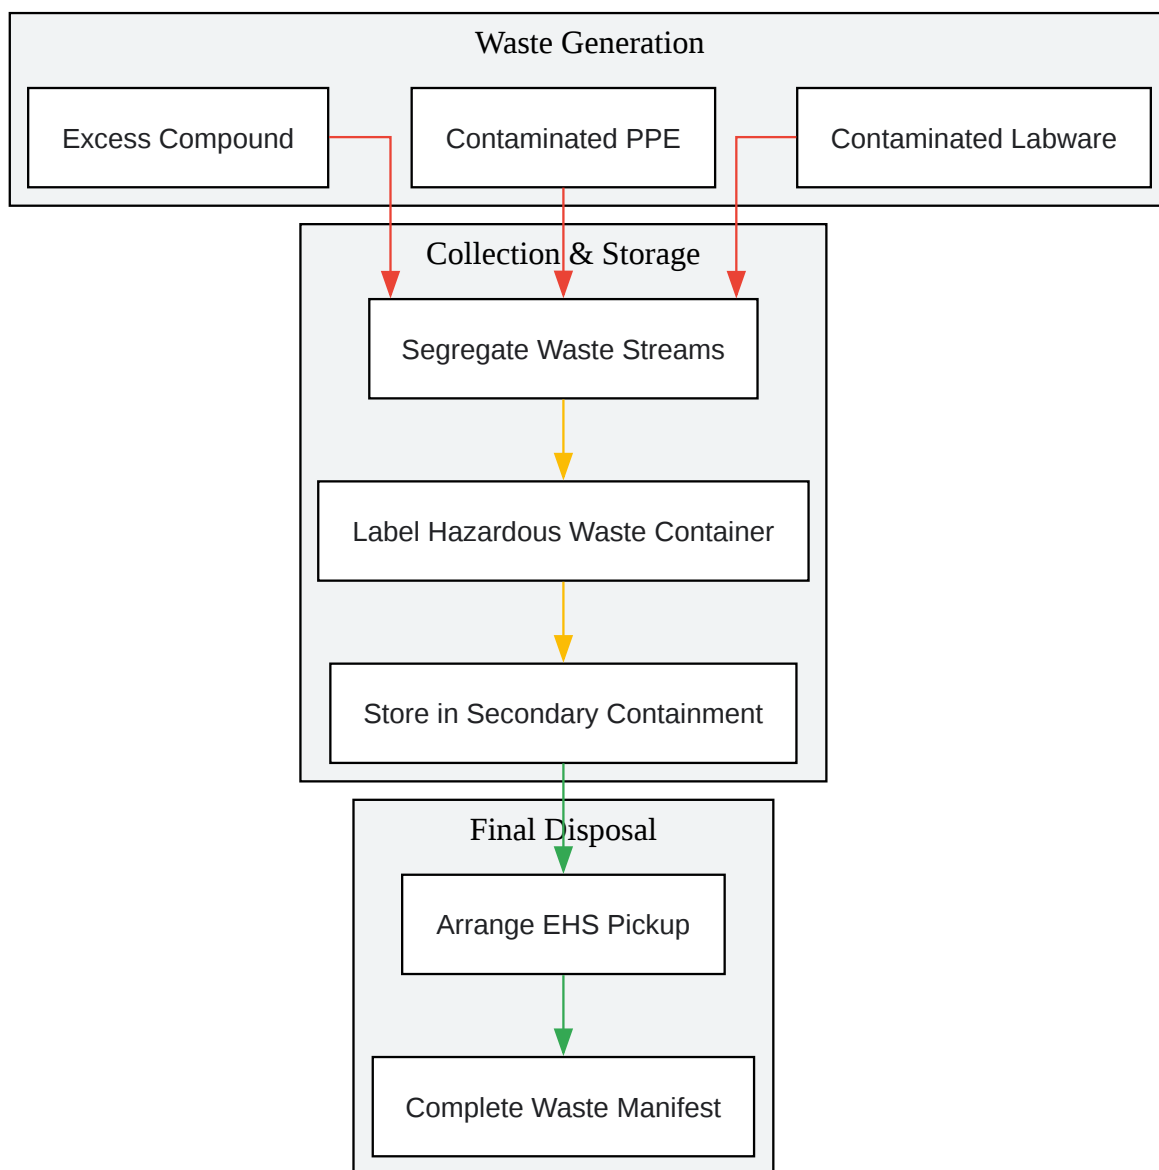 Waste Generation
Excess Compound
Contaminated PPE
Contaminated Labware
Collection & Storage
Segregate Waste Streams
Label Hazardous Waste Container
Store in Secondary Containment
Final Disposal
Arrange EHS Pickup
Complete Waste Manifest